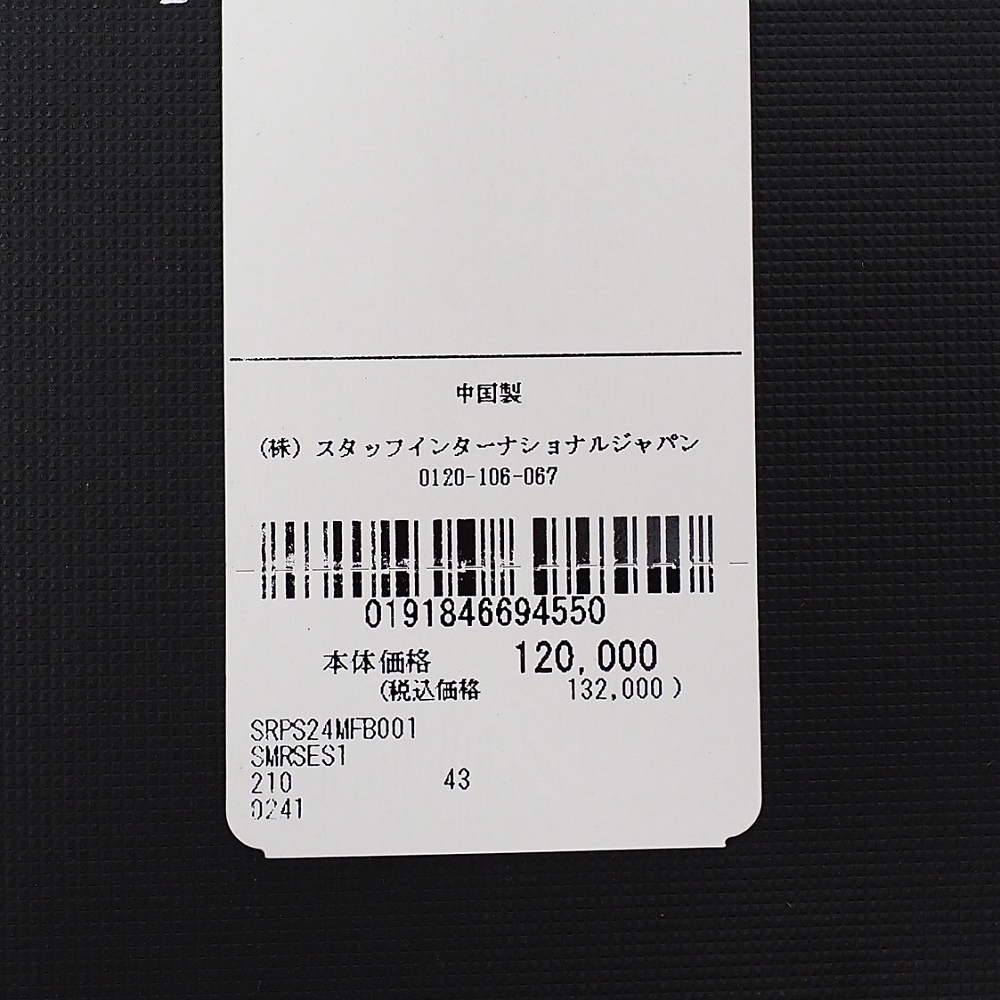 中国製
（株）スタッフインターナショナルジャパン
0120-106-067
0191846694550
本体価格 120,000
（税込価格 132,000）
SRPS24MFB001
SMRSES1
210 43
0241